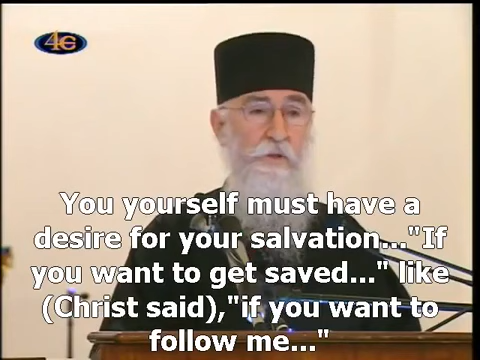 4E
You yourself must have a
desire for your salvation..."If
you want to get saved..." like
(Christ said),"if you want to
follow me..."